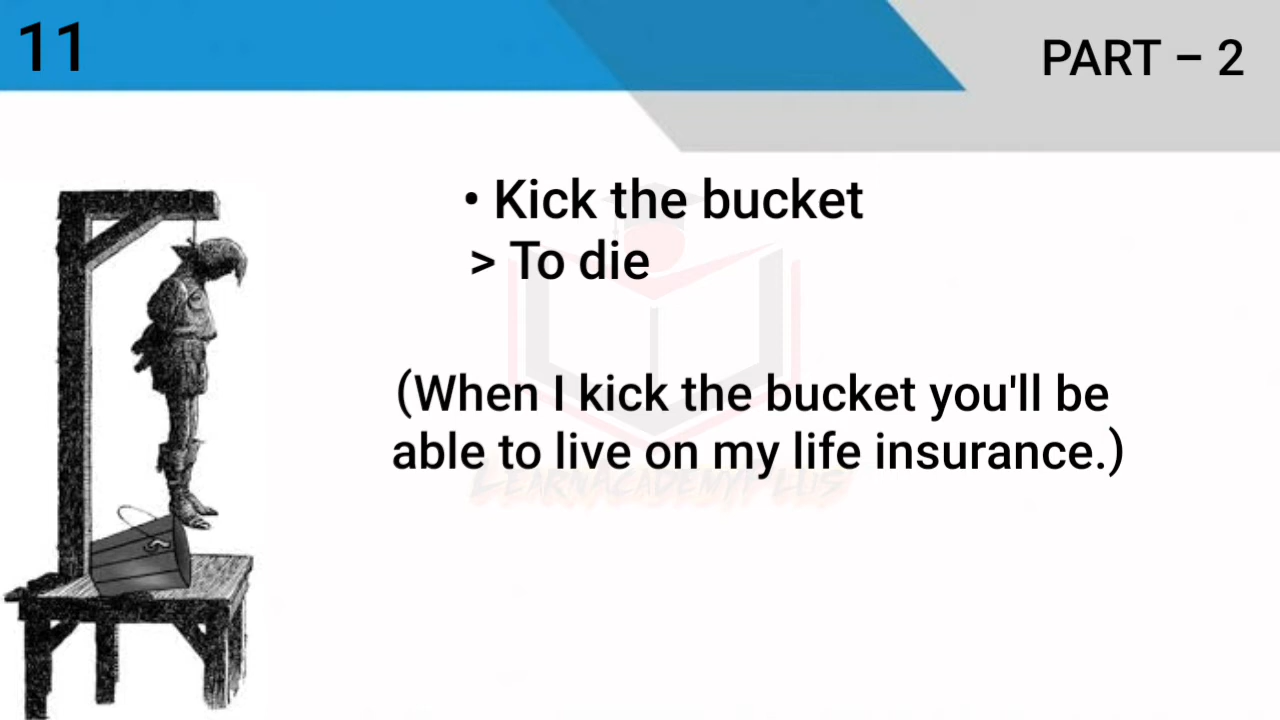 11
PART – 2
• Kick the bucket
> To die
(When I kick the bucket you'll be
able to live on my life insurance.)
LEARNACADEMYPLUS